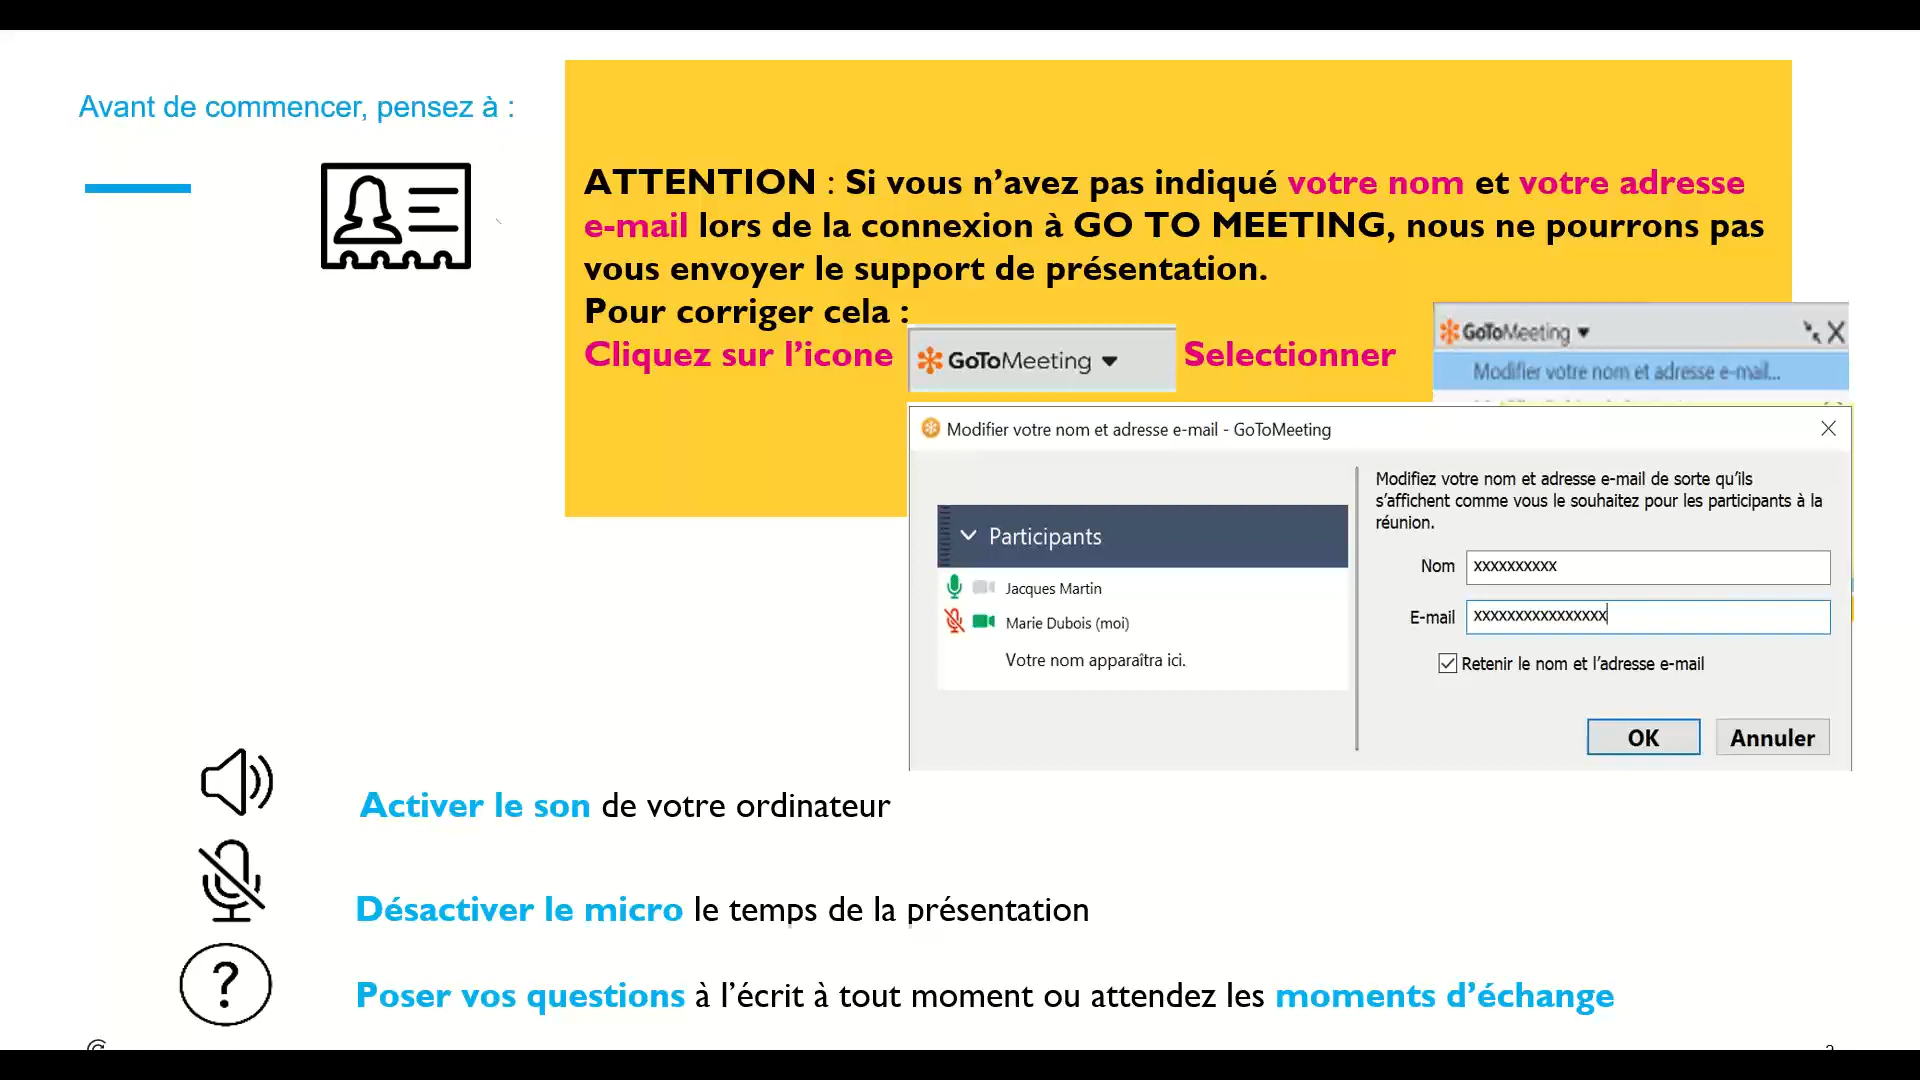 Avant de commencer, pensez à :
ATTENTION : Si vous n’avez pas indiqué votre nom et votre adresse
e-mail lors de la connexion à GO TO MEETING, nous ne pourrons pas
vous envoyer le support de présentation.
Pour corriger cela :
Cliquez sur l’icone GoToMeeting Selectionner
GoToMeeting
Modifier votre nom et adresse e-mail...
Modifier votre nom et adresse e-mail - GoToMeeting
Participants
Jacques Martin
Marie Dubois (moi)
Votre nom apparaîtra ici.
Modifiez votre nom et adresse e-mail de sorte qu’ils
s’affichent comme vous le souhaitez pour les participants à la
réunion.
Nom xxxxxxxxxx
E-mail xxxxxxxxxxxxxxxx
Retenir le nom et l’adresse e-mail
OK Annuler
Activer le son de votre ordinateur
Désactiver le micro le temps de la présentation
?
Poser vos questions à l’écrit à tout moment ou attendez les moments d’échange